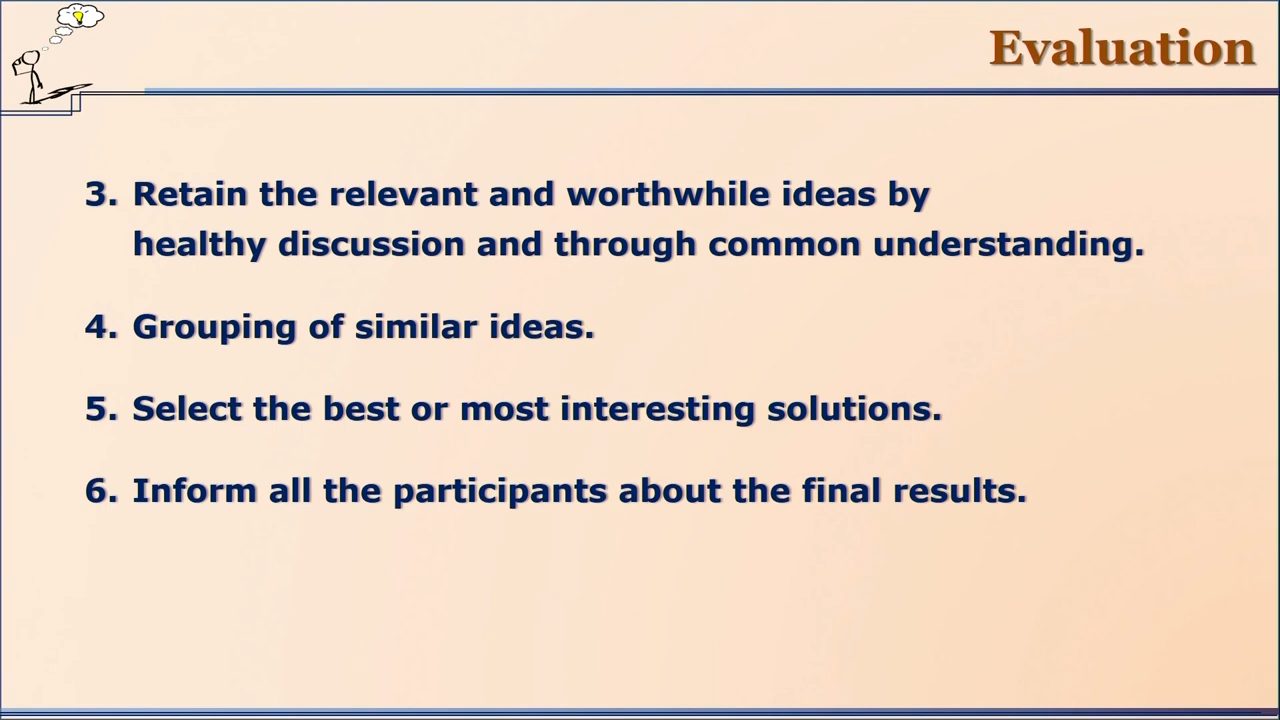 Evaluation
3. Retain the relevant and worthwhile ideas by
healthy discussion and through common understanding.
4. Grouping of similar ideas.
5. Select the best or most interesting solutions.
6. Inform all the participants about the final results.